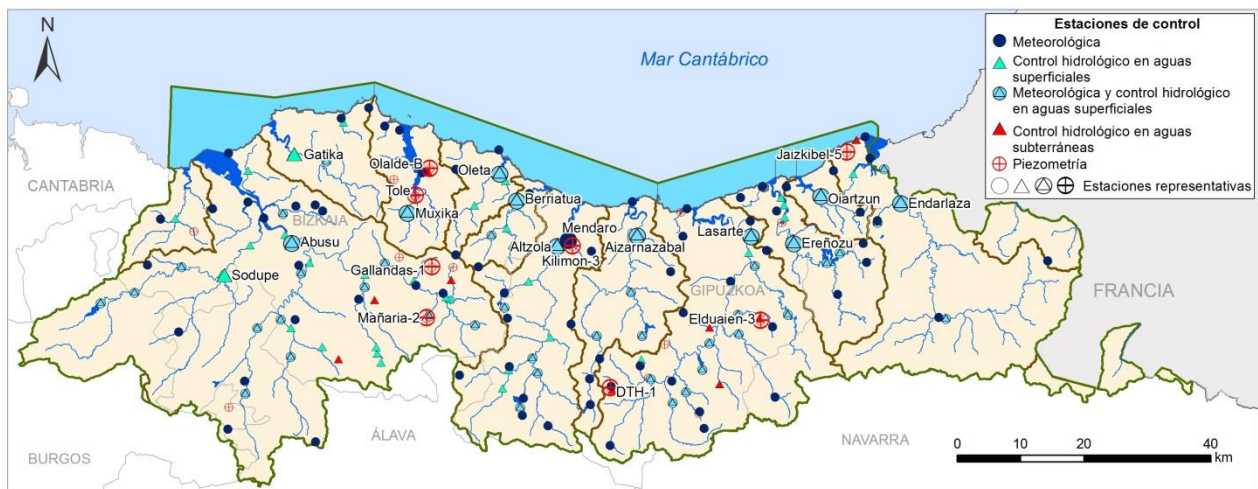 N
Mar Cantábrico
Estaciones de control
Meteorológica
Control hidrológico en aguas
superficiales
Meteorológica y control hidrológico
en aguas superficiales
Control hidrológico en aguas
subterráneas
Piezometría
Estaciones representativas
CANTABRIA
BIZKAIA
GIPUZKOA
FRANCIA
BURGOS
ÁLAVA
NAVARRA
Gatika
Olalde-B
Oleta
Tole
Muxika
Berriatua
Abusu
Sodupe
Altzola
Mendaro
Kilimon-3
Aizarnazabal
Gallandas-1
Mañaria-2
Jaizkibel-5
Oiartzun
Endarlaza
Lasarte
Ereñozu
Elduaien-3
DTH-1
0 10 20 40
km